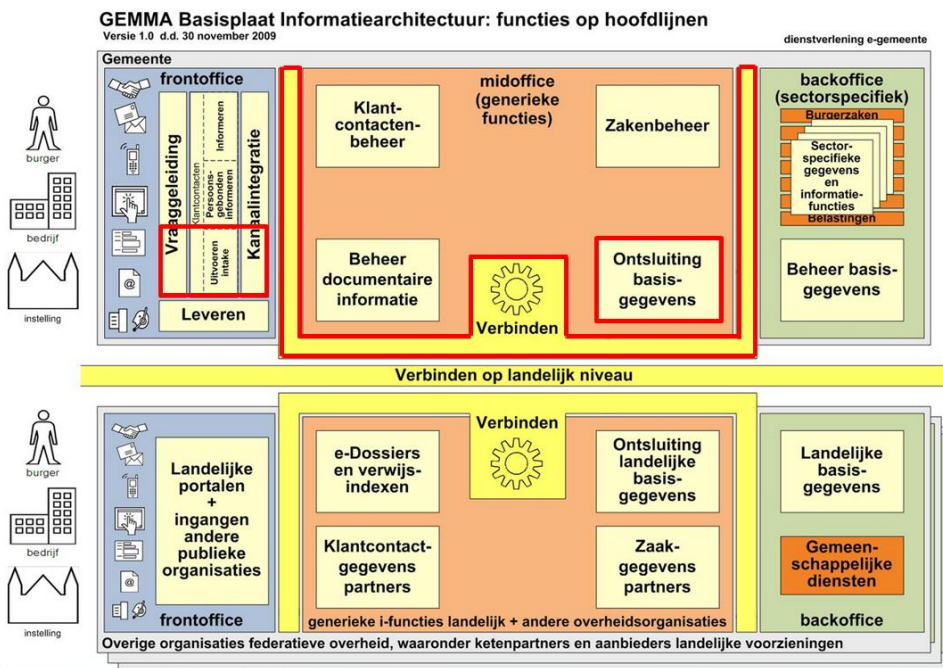 GEMMA Basisplaat Informatiearchitectuur: functies op hoofdlijnen
Versie 1.0 d.d. 30 november 2009
dienstverlening e-gemeente
Gemeente
frontoffice
Vraaggeleiding
Klantcontacten
Informeren
Persoons-
gebonden
informeren
Uitvoeren
intake
Kanaalintegratie
Leveren
@
burger
bedrijf
instelling
midoffice
(generieke
functies)
Klant-
contacten-
beheer
Zakenbeheer
Beheer
documentaire
informatie
Verbinden
Ontsluiting
basis-
gegevens
backoffice
(sectorspecifiek)
Burgerzaken
Sector-
specifieke
gegevens
en
informatie-
functies
Belastingen
Beheer basis-
gegevens
Verbinden op landelijk niveau
burger
bedrijf
instelling
@
Landelijke
portalen
+
ingangen
andere
publieke
organisaties
frontoffice
Verbinden
e-Dossiers
en verwijs-
indexen
Ontsluiting
landelijke
basis-
gegevens
Klantcontact-
gegevens
partners
Zaak-
gegevens
partners
generieke i-functies landelijk + andere overheidsorganisaties
Landelijke
basis-
gegevens
Gemeen-
schappelijke
diensten
backoffice
Overige organisaties federatieve overheid, waaronder ketenpartners en aanbieders landelijke voorzieningen